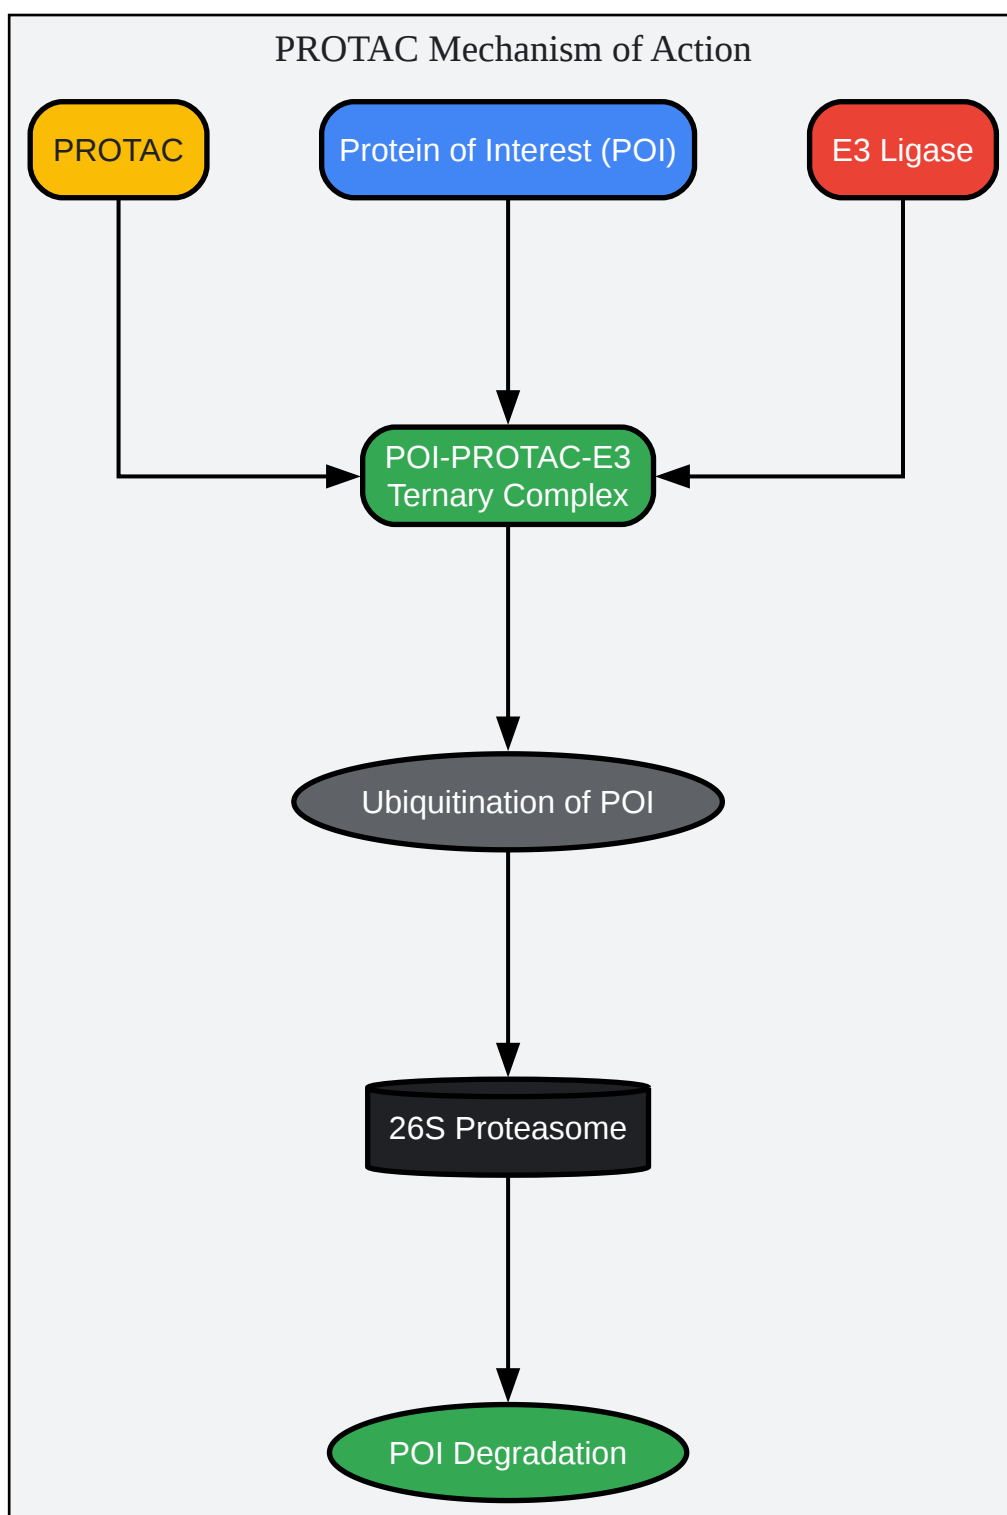 PROTAC Mechanism of Action
PROTAC
Protein of Interest (POI)
E3 Ligase
POI-PROTAC-E3
Ternary Complex
Ubiquitination of POI
26S Proteasome
POI Degradation